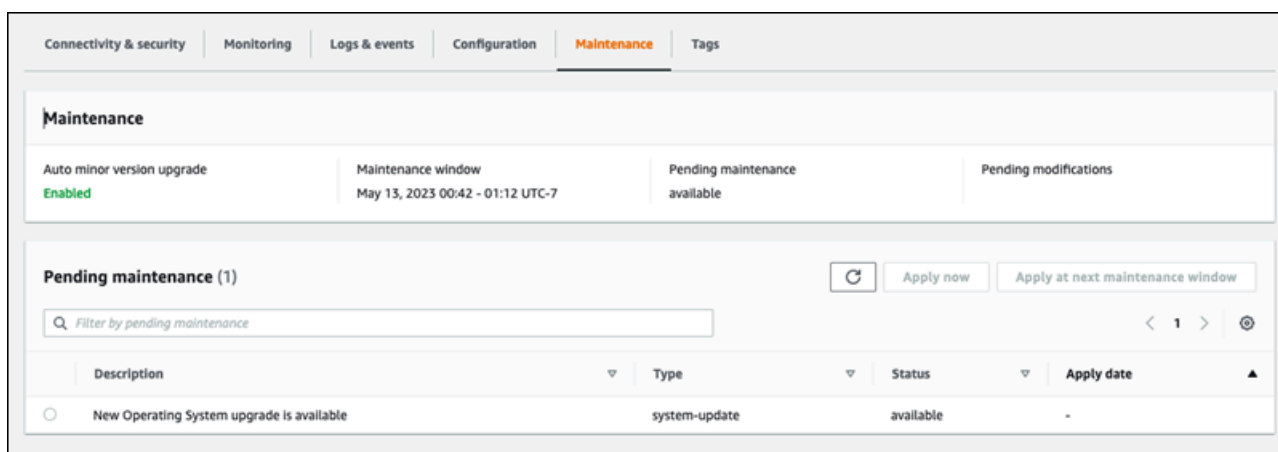 Connectivity & security Monitoring Logs & events Configuration Maintenance Tags
Maintenance
Auto minor version upgrade Maintenance window Pending maintenance Pending modifications
Enabled May 13, 2023 00:42 - 01:12 UTC-7 available
Pending maintenance (1) Apply now Apply at next maintenance window
Filter by pending maintenance 1
Description Type Status Apply date
New Operating System upgrade is available system-update available -